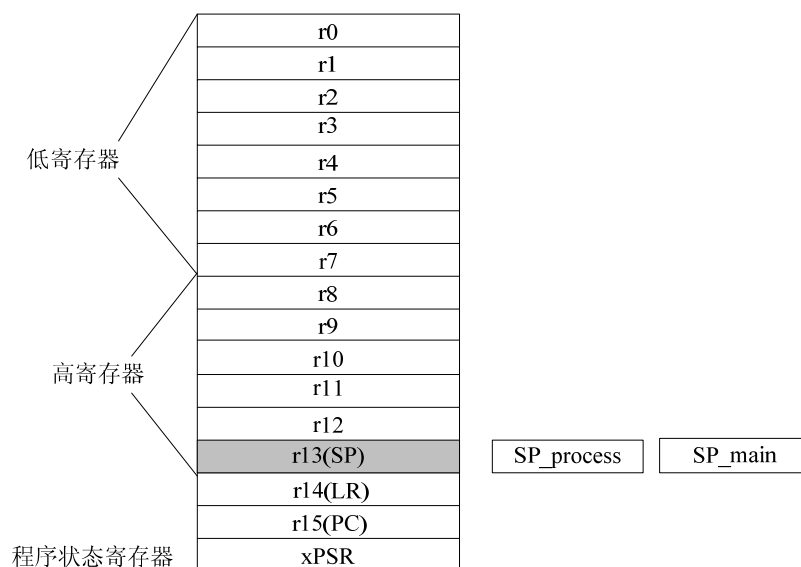 r0
r1
r2
r3
低寄存器
r4
r5
r6
r7
r8
r9
高寄存器
r10
r11
r12
r13(SP) SP_process SP_main
r14(LR)
r15(PC)
程序状态寄存器 xPSR